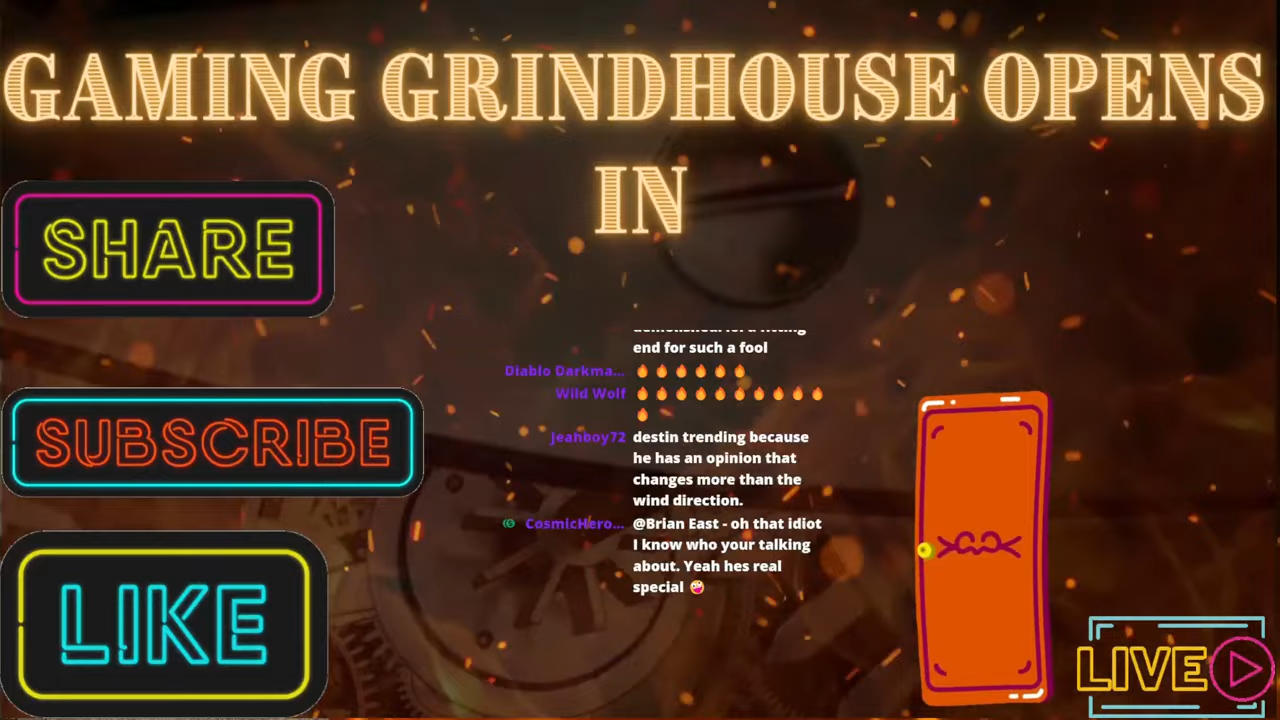 GAMING GRINDHOUSE OPENS
IN
SHARE
SUBSCRIBE
LIKE
end for such a fool
Diablo Darkma... 🔥🔥🔥🔥🔥🔥
Wild Wolf 🔥🔥🔥🔥🔥🔥🔥🔥🔥🔥
🔥
Jeahboy72 destin trending because
he has an opinion that
changes more than the
wind direction.
CosmicHero... @Brian East - oh that idiot
I know who your talking
about. Yeah hes real
special 🤪
LIVE